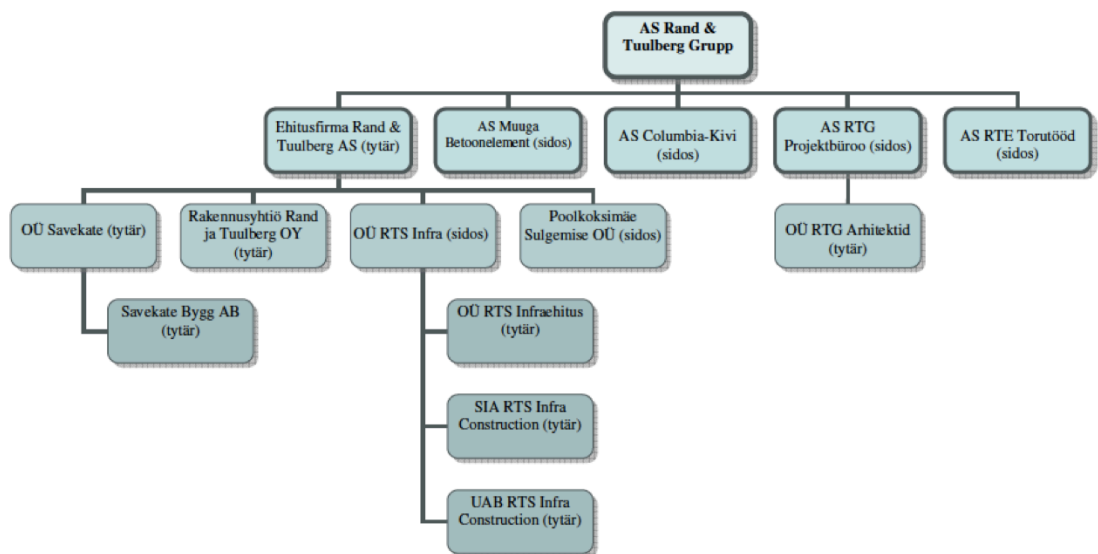 AS Rand &
Tuulberg Grupp
Ehitusfirma Rand &
Tuulberg AS (tytär)
AS Muuga
Betoonelement (sidos)
AS Columbia-Kivi
(sidos)
AS RTG
Projektbüroo (sidos)
AS RTE Torutööd
(sidos)
OÜ Savekate (tytär)
Rakennusyhtiö Rand
ja Tuulberg OY
(tytär)
OÜ RTS Infra (sidos)
Poolkoksimäe
Sulgemise OÜ (sidos)
OÜ RTG Arhitektid
(tytär)
Savekate Bygg AB
(tytär)
OÜ RTS Infraehitus
(tytär)
SIA RTS Infra
Construction (tytär)
UAB RTS Infra
Construction (tytär)